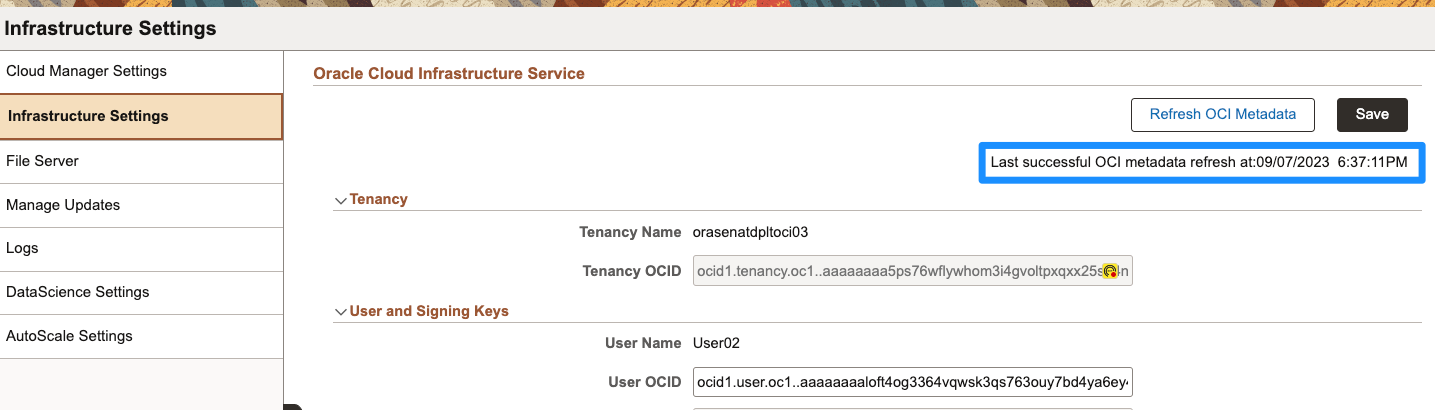 Infrastructure Settings
Cloud Manager Settings
Infrastructure Settings
File Server
Manage Updates
Logs
DataScience Settings
AutoScale Settings
Oracle Cloud Infrastructure Service
Refresh OCI Metadata
Save
Last successful OCI metadata refresh at:09/07/2023 6:37:11PM
Tenancy
Tenancy Name orasenatdpltoci03
Tenancy OCID ocid1.tenancy.oc1..aaaaaaaa5ps76wflywhom3i4gvoltpxqxx25s
User and Signing Keys
User Name User02
User OCID ocid1.user.oc1..aaaaaaaaloft4og3364vqwsk3qs763ouy7bd4ya6ey